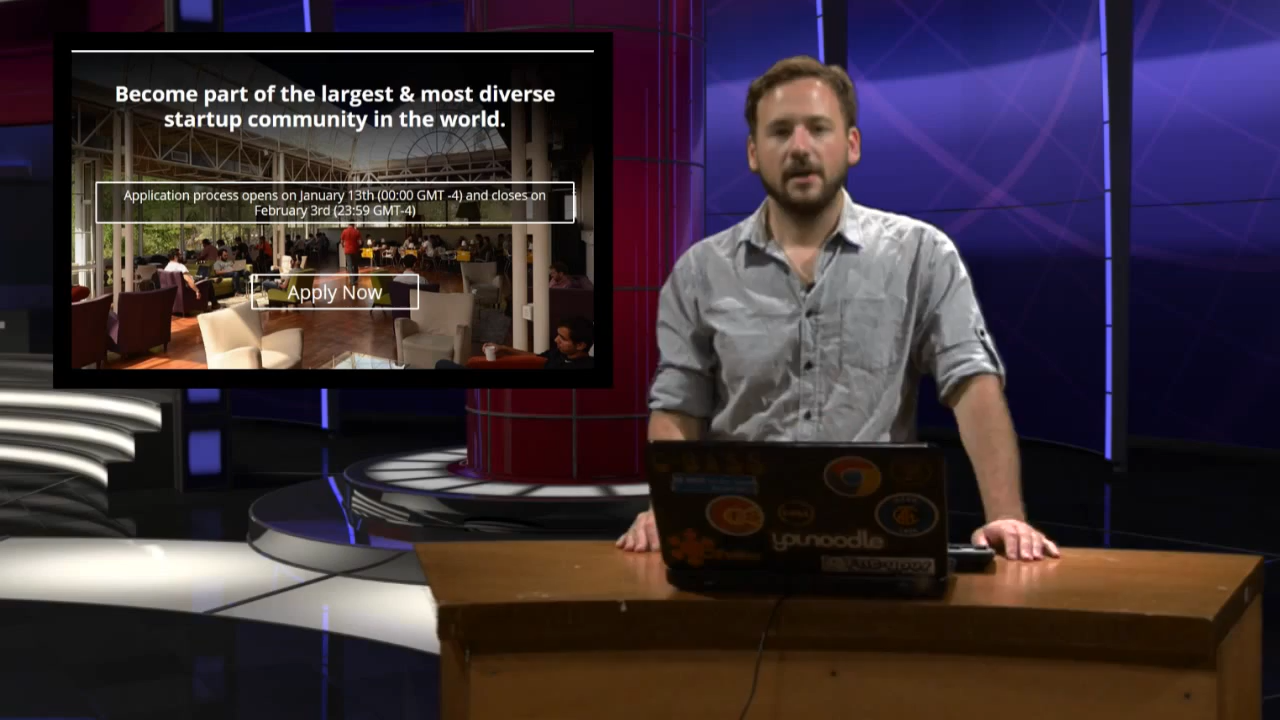 Become part of the largest & most diverse
startup community in the world.
Application process opens on January 13th (00:00 GMT -4) and closes on
February 3rd (23:59 GMT-4)
Apply Now
younoodle